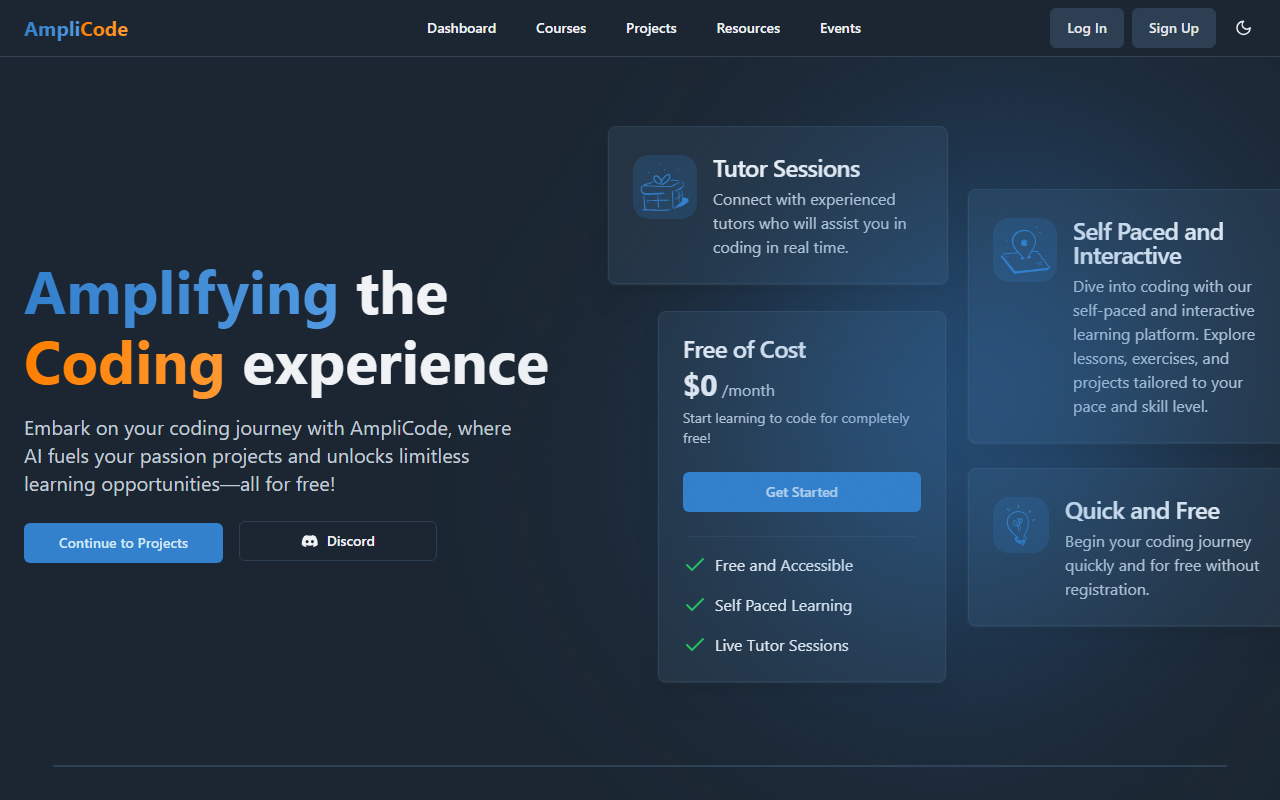 AmpliCode
Dashboard
Courses
Projects
Resources
Events
Log In
Sign Up
Amplifying the
Coding experience
Embark on your coding journey with AmpliCode, where
AI fuels your passion projects and unlocks limitless
learning opportunities—all for free!
Continue to Projects
Discord
Tutor Sessions
Connect with experienced
tutors who will assist you in
coding in real time.
Free of Cost
$0 /month
Start learning to code for completely
free!
Get Started
Free and Accessible
Self Paced Learning
Live Tutor Sessions
Self Paced and
Interactive
Dive into coding with our
self-paced and interactive
learning platform. Explore
lessons, exercises, and
projects tailored to your
pace and skill level.
Quick and Free
Begin your coding journey
quickly and for free without
registration.